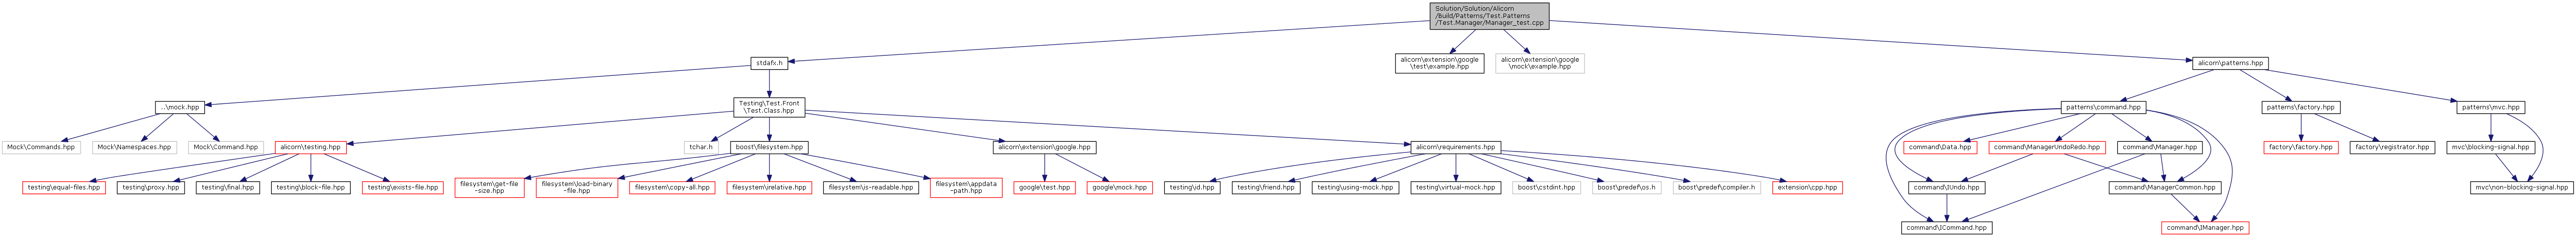 Solution/Solution/Alicorn
/Build/Patterns/Test.Patterns
/Test.Manager/Manager_test.cpp
stdafx.h
alicorn\extension\google
\test\example.hpp
alicorn\extension\google
\mock\example.hpp
alicorn\patterns.hpp
..\mock.hpp
Testing\Test.Front
\Test.Class.hpp
patterns\command.hpp
patterns\factory.hpp
patterns\mvc.hpp
Mock\Commands.hpp
Mock\Namespaces.hpp
Mock\Command.hpp
alicorn\testing.hpp
tchar.h
boost\filesystem.hpp
alicorn\extension\google.hpp
alicorn\requirements.hpp
command\Data.hpp
command\ManagerUndoRedo.hpp
command\Manager.hpp
factory\factory.hpp
factory\registrator.hpp
mvc\blocking-signal.hpp
testing\equal-files.hpp
testing\proxy.hpp
testing\final.hpp
testing\block-file.hpp
testing\exists-file.hpp
filesystem\get-file
-size.hpp
filesystem\load-binary
-file.hpp
filesystem\copy-all.hpp
filesystem\relative.hpp
filesystem\is-readable.hpp
filesystem\appdata
-path.hpp
google\test.hpp
google\mock.hpp
testing\id.hpp
testing\friend.hpp
testing\using-mock.hpp
testing\virtual-mock.hpp
boost\cstdint.hpp
boost\predef\os.h
boost\predef\compiler.h
extension\cpp.hpp
command\IUndo.hpp
command\ManagerCommon.hpp
mvc\non-blocking-signal.hpp
command\ICommand.hpp
command\IManager.hpp